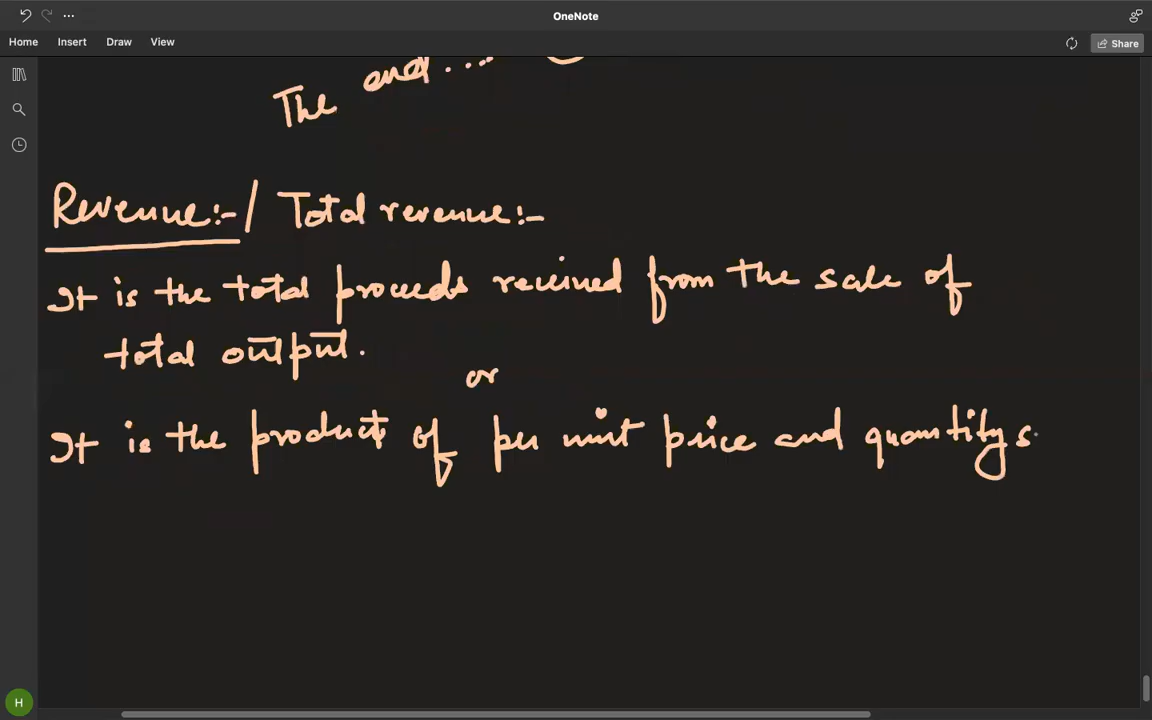 OneNote
Home Insert Draw View
Share
The end....
Revenue:-/ Total revenue:-
It is the total proceeds received from the sale of
total output.
or
It is the product of per unit price and quantity s
H